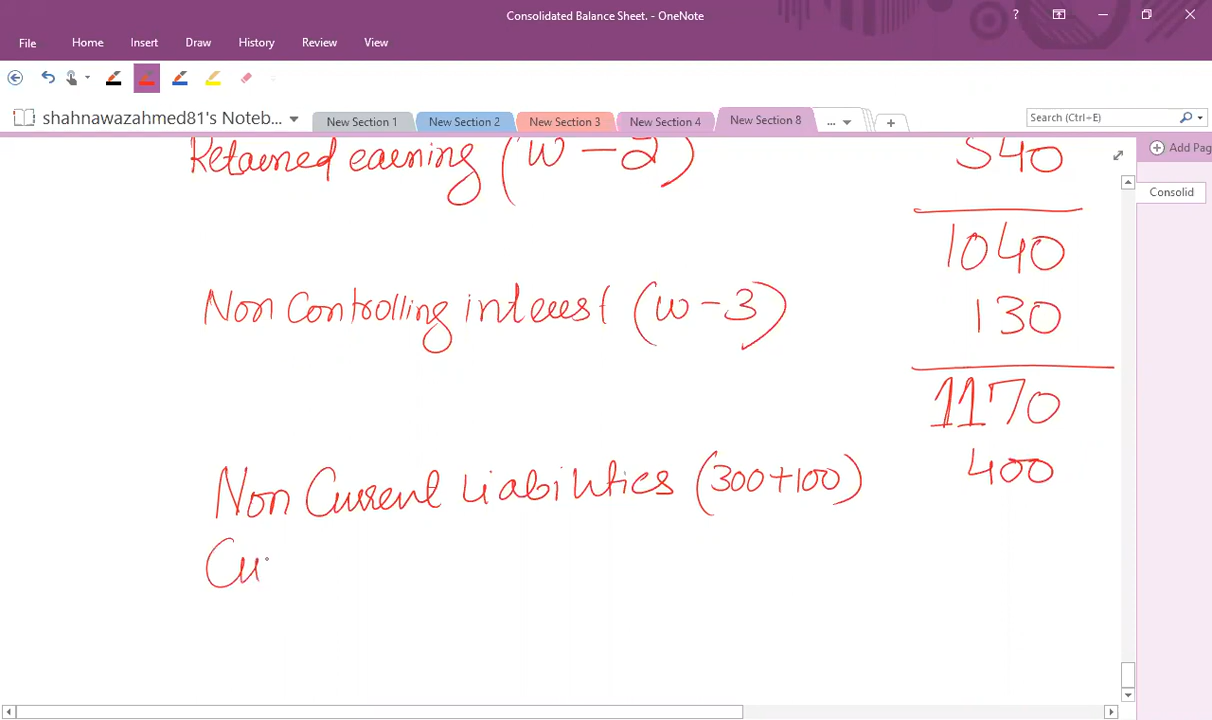 Consolidated Balance Sheet. - OneNote
?
File Home Insert Draw History Review View
shahnawazahmed81's Noteb... New Section 1 New Section 2 New Section 3 New Section 4 New Section 8 ... + Search (Ctrl+E)
Add Pag
Consolid
Retained earning (W-2) 540
1040
Non Controlling interest (W-3) 130
1170
Non Current Liabilities (300+100) 400
Cu